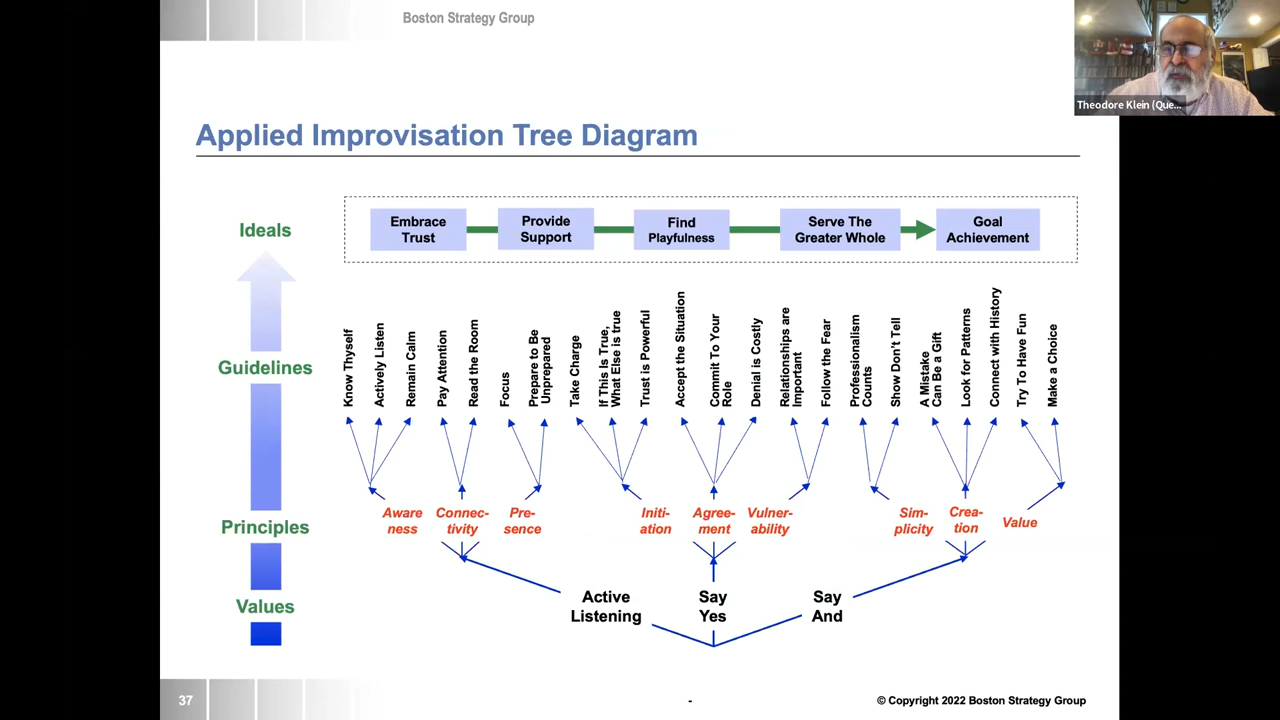 Boston Strategy Group
Theodore Klein (Que...
Applied Improvisation Tree Diagram
Ideals
Embrace
Trust
Provide
Support
Find
Playfulness
Serve The
Greater Whole
Goal
Achievement
Guidelines
Know Thyself
Actively Listen
Remain Calm
Pay Attention
Read the Room
Focus
Prepare to Be
Unprepared
Take Charge
If This Is True,
What Else is true
Trust is Powerful
Accept the Situation
Commit To Your
Role
Denial is Costly
Relationships are
Important
Follow the Fear
Professionalism
Counts
Show Don't Tell
A Mistake
Can Be a Gift
Look for Patterns
Connect with History
Try To Have Fun
Make a Choice
Principles
Aware
ness
Connec-
tivity
Pre-
sence
Initi-
ation
Agree-
ment
Vulner-
ability
Sim-
plicity
Crea-
tion
Value
Values
Active
Listening
Say
Yes
Say
And
37
-
© Copyright 2022 Boston Strategy Group